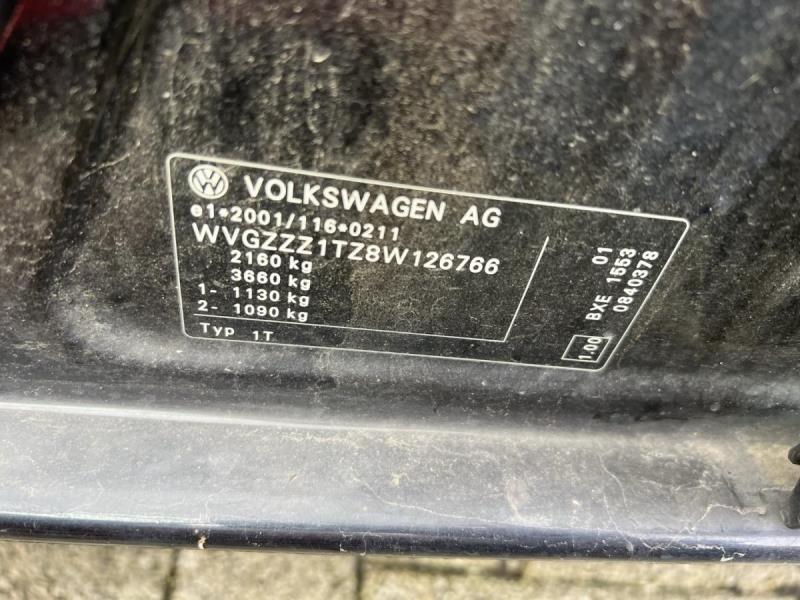 VOLKSWAGEN AG
e1*2001/116*0211
WVGZZZ1TZ8W126766
2160 kg
3660 kg
1- 1130 kg
2- 1090 kg
Typ 1T
01
BXE 1553
0840378
1.00